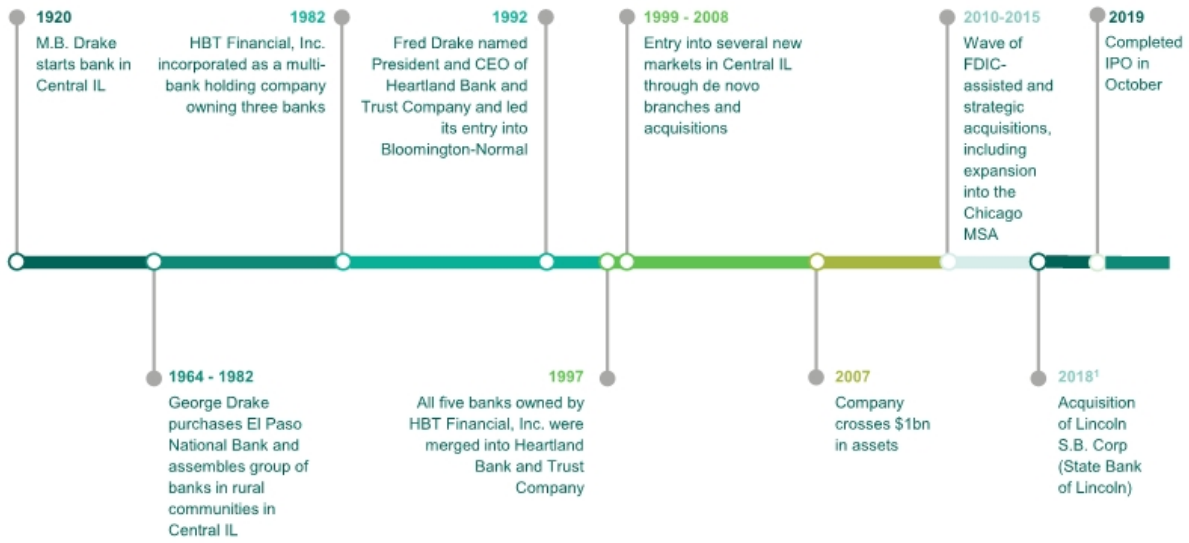 1920
M.B. Drake
starts bank in
Central IL
1982
HBT Financial, Inc.
incorporated as a multi-
bank holding company
owning three banks
1992
Fred Drake named
President and CEO of
Heartland Bank and
Trust Company and led
its entry into
Bloomington-Normal
1999 - 2008
Entry into several new
markets in Central IL
through de novo
branches and
acquisitions
2010-2015
Wave of
FDIC-
assisted and
strategic
acquisitions,
including
expansion
into the
Chicago
MSA
2019
Completed
IPO in
October
1964 - 1982
George Drake
purchases El Paso
National Bank and
assembles group of
banks in rural
communities in
Central IL
1997
All five banks owned by
HBT Financial, Inc. were
merged into Heartland
Bank and Trust
Company
2007
Company
crosses $1bn
in assets
2018¹
Acquisition
of Lincoln
S.B. Corp
(State Bank
of Lincoln)